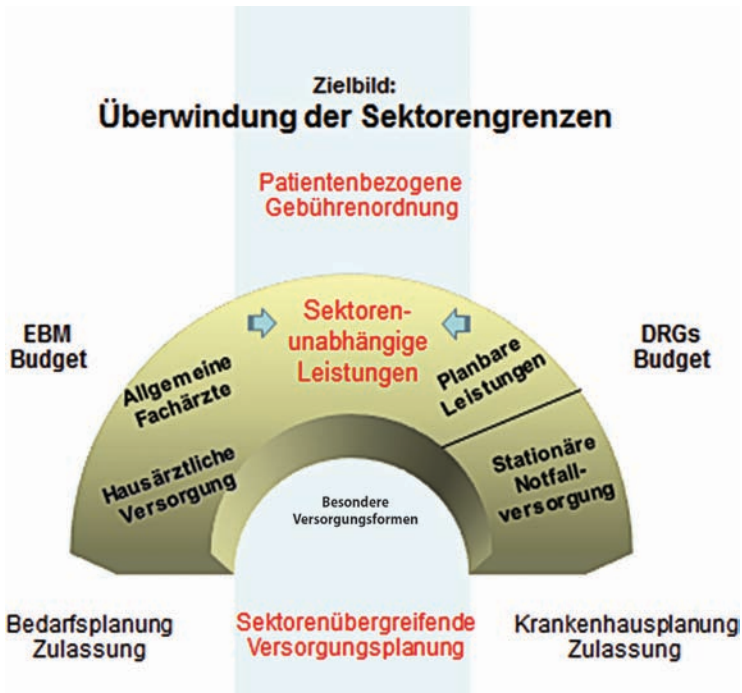 Zielbild:
Überwindung der Sektorengrenzen
Patientenbezogene
Gebührenordnung
EBM
Budget
Sektoren-
unabhängige
Leistungen
DRGs
Budget
Allgemeine
Fachärzte
Planbare
Leistungen
Hausärztliche
Versorgung
Stationäre
Notfall-
versorgung
Besondere
Versorgungsformen
Bedarfsplanung
Zulassung
Sektorenübergreifende
Versorgungsplanung
Krankenhausplanung
Zulassung